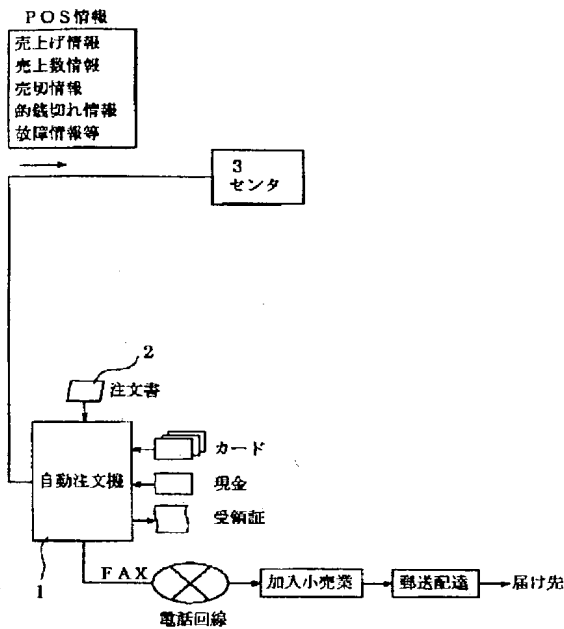 POS情報
売上げ情報
売上数情報
売切情報
的銭切れ情報
故障情報等
3
センタ
2
注文書
自動注文機
カード
現金
受領証
1
FAX
電話回線
加入小売業
郵送配達
届け先